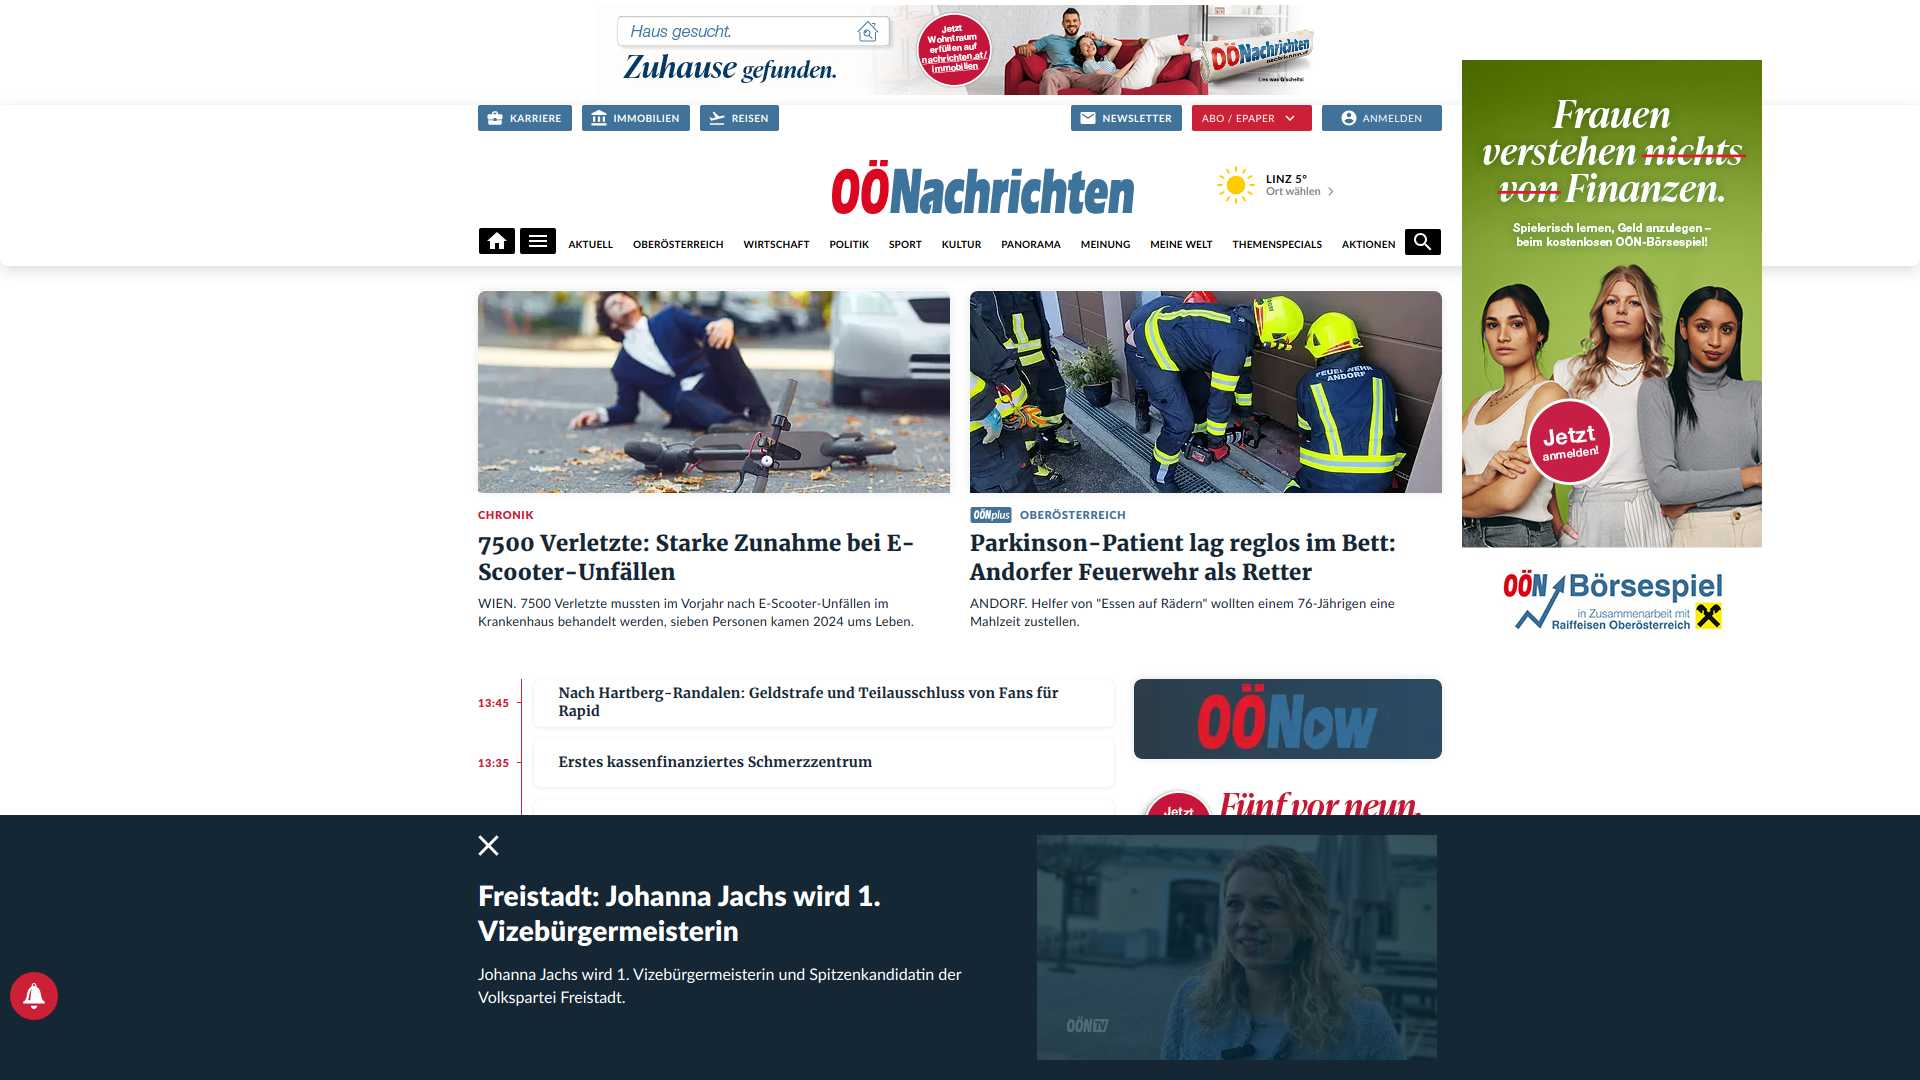 Haus gesucht.
Zuhause gefunden.
Jetzt
Wohntraum
erfüllen auf
nachrichten.at/
immobilien
OÖNachrichten
Lies was G'scheits!
KARRIERE
IMMOBILIEN
REISEN
NEWSLETTER
ABO / EPAPER
ANMELDEN
OÖNachrichten
LINZ 5°
Ort wählen
AKTUELL
OBERÖSTERREICH
WIRTSCHAFT
POLITIK
SPORT
KULTUR
PANORAMA
MEINUNG
MEINE WELT
THEMENSPECIALS
AKTIONEN
Frauen
verstehen nichts
von Finanzen.
Spielerisch lernen, Geld anzulegen –
beim kostenlosen OÖN-Börsespiel!
Jetzt
anmelden!
OÖN Börsespiel
in Zusammenarbeit mit
Raiffeisen Oberösterreich
FEUERWEHR
ANDORF
CHRONIK
7500 Verletzte: Starke Zunahme bei E-
Scooter-Unfällen
WIEN. 7500 Verletzte mussten im Vorjahr nach E-Scooter-Unfällen im
Krankenhaus behandelt werden, sieben Personen kamen 2024 ums Leben.
OÖNplus OBERÖSTERREICH
Parkinson-Patient lag reglos im Bett:
Andorfer Feuerwehr als Retter
ANDORF. Helfer von "Essen auf Rädern" wollten einem 76-Jährigen eine
Mahlzeit zustellen.
13:45
Nach Hartberg-Randalen: Geldstrafe und Teilausschluss von Fans für
Rapid
13:35
Erstes kassenfinanziertes Schmerzzentrum
OÖNow
Jetzt
Fünf vor neun.
Freistadt: Johanna Jachs wird 1.
Vizebürgermeisterin
Johanna Jachs wird 1. Vizebürgermeisterin und Spitzenkandidatin der
Volkspartei Freistadt.
OÖN TV